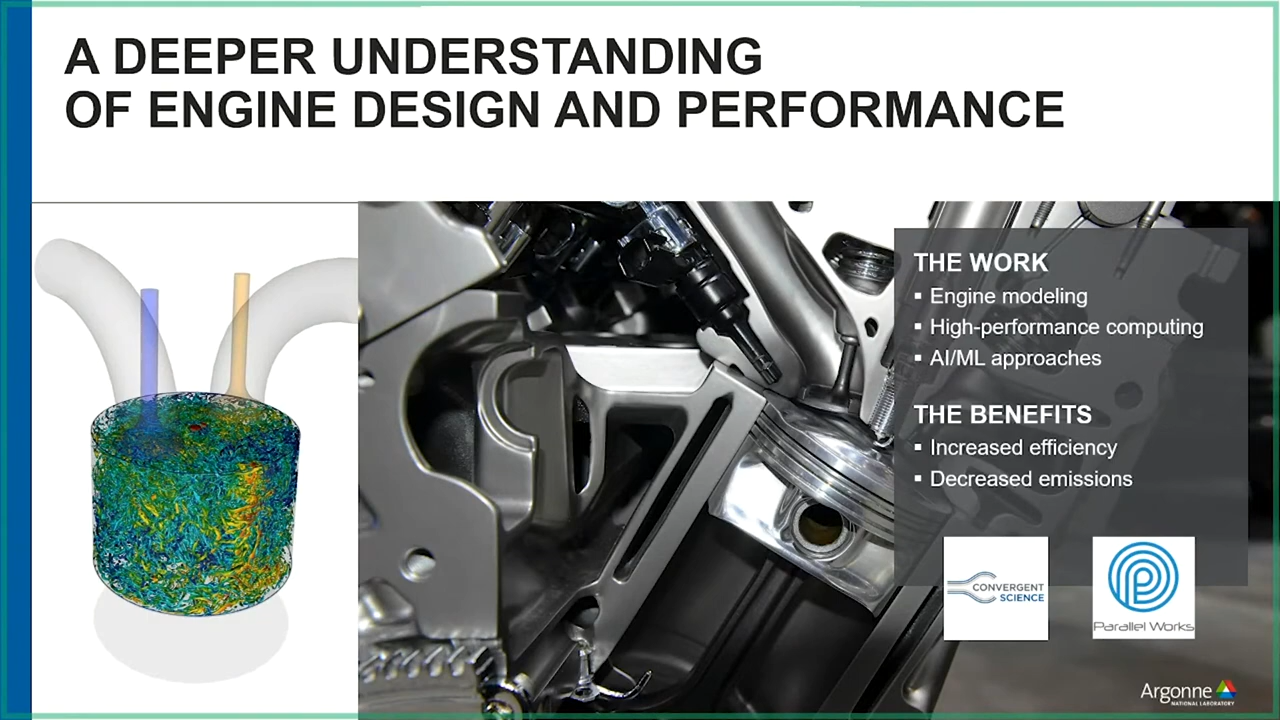 A DEEPER UNDERSTANDING
OF ENGINE DESIGN AND PERFORMANCE
THE WORK
▪ Engine modeling
▪ High-performance computing
▪ AI/ML approaches
THE BENEFITS
▪ Increased efficiency
▪ Decreased emissions
CONVERGENT
SCIENCE
Parallel Works
Argonne
NATIONAL LABORATORY